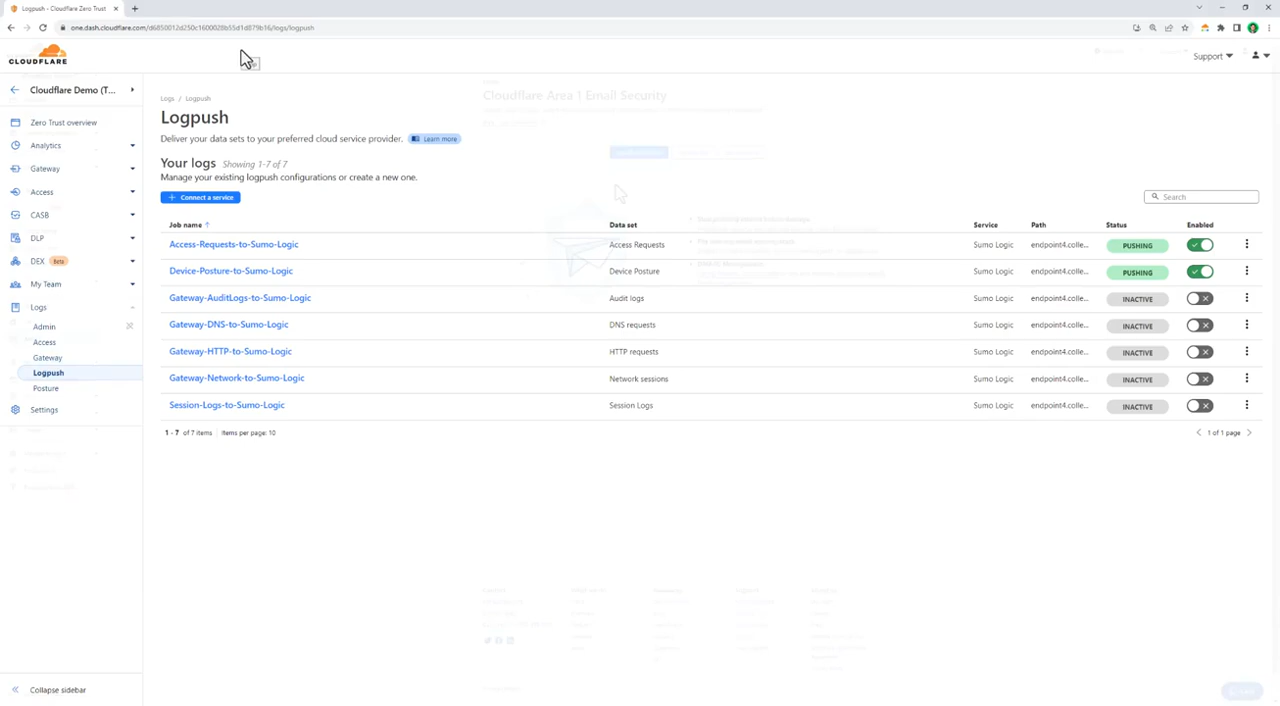 Logpush - Cloudflare Zero Trust
one.dash.cloudflare.com/d6850012d250c1600028b55d1d879b16/legs/logpush
CLOUDFLARE
Support
Cloudflare Demo (T...
Zero Trust overview
Analytics
Gateway
Access
CASB
DLP
DEX Beta
My Team
Logs
Admin
Access
Gateway
Logpush
Posture
Settings
Collapse sidebar
Logs / Logpush
Cloudflare Area 1 Email Security
Logpush
Deliver your data sets to your preferred cloud service provider. Learn more
Your logs Showing 1-7 of 7
Manage your existing logpush configurations or create a new one.
+ Connect a service
Search
Job name ↑ Data set Service Path Status Enabled
Access-Requests-to-Sumo-Logic Access Requests Sumo Logic endpoint4.colle... PUSHING
Device-Posture-to-Sumo-Logic Device Posture Sumo Logic endpoint4.colle... PUSHING
Gateway-AuditLogs-to-Sumo-Logic Audit logs Sumo Logic endpoint4.colle... INACTIVE
Gateway-DNS-to-Sumo-Logic DNS requests Sumo Logic endpoint4.colle... INACTIVE
Gateway-HTTP-to-Sumo-Logic HTTP requests Sumo Logic endpoint4.colle... INACTIVE
Gateway-Network-to-Sumo-Logic Network sessions Sumo Logic endpoint4.colle... INACTIVE
Session-Logs-to-Sumo-Logic Session Logs Sumo Logic endpoint4.colle... INACTIVE
1 - 7 of 7 items Items per page: 10
1 of 1 page